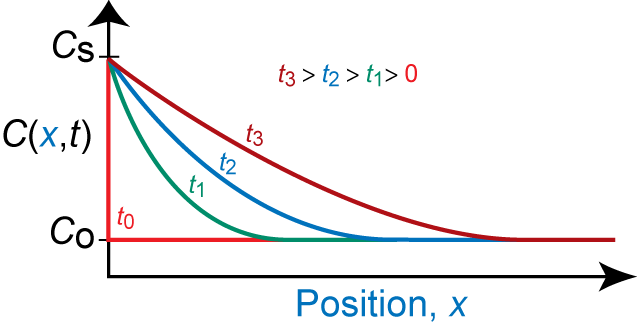 Cs
t3 > t2 > t1 > 0
C(x,t)
t3
t2
t1
t0
Co
Position, x